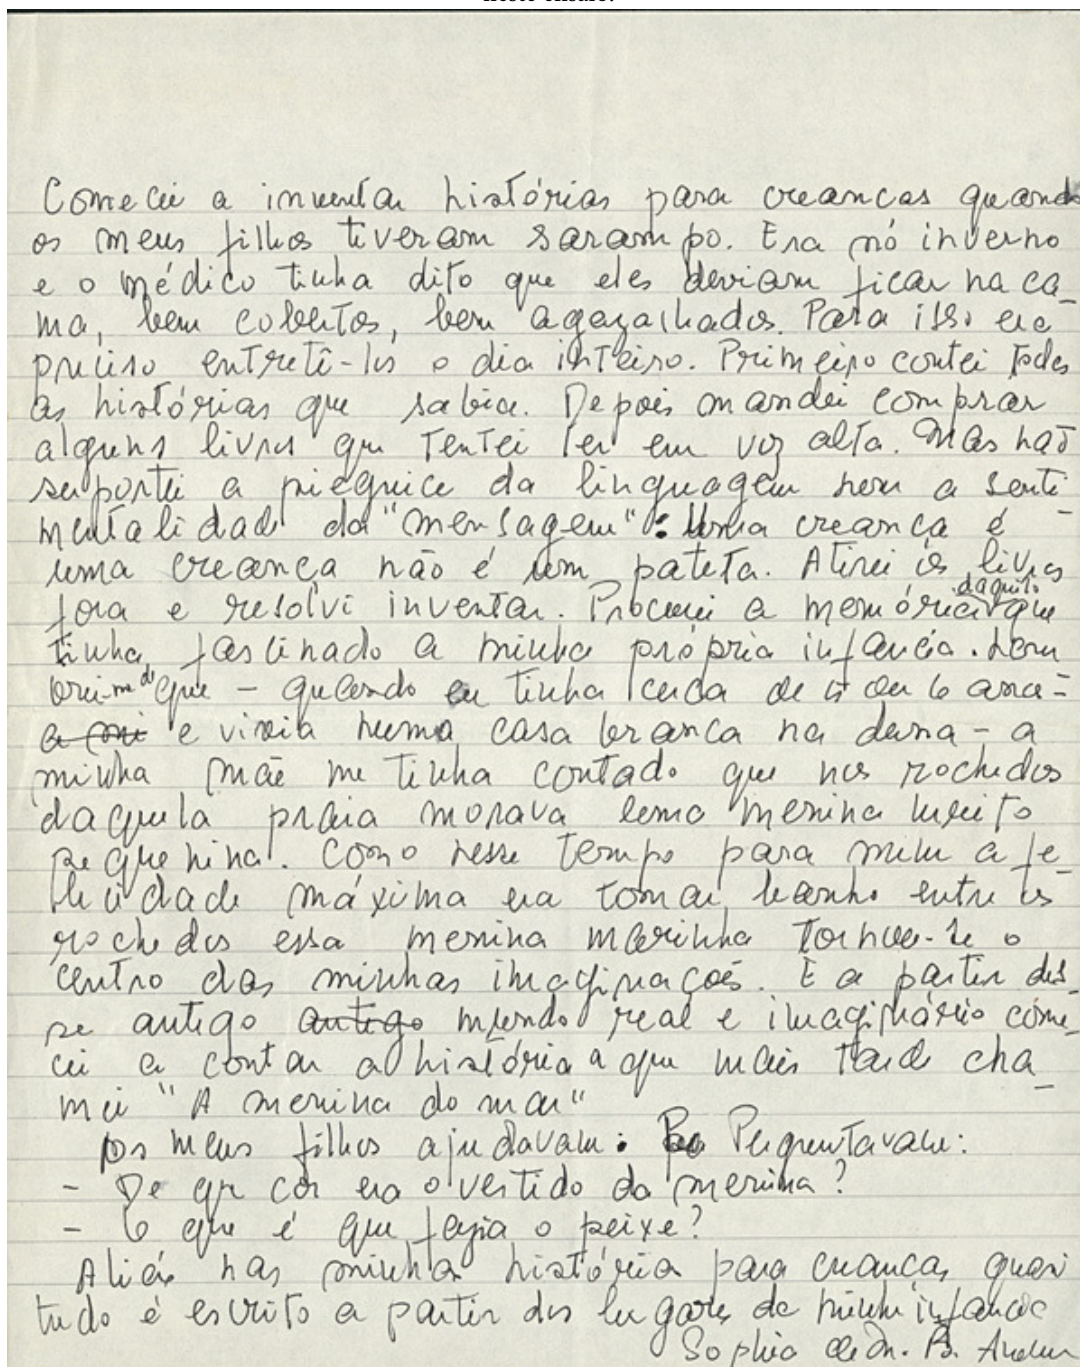 Comecei a inventar histórias para creanças quando
os meus filhos tiveram sarampo. Era no inverno
e o médico tinha dito que eles deviam ficar na ca-
ma, bem cobertos, bem agazalhados. Para isso era
preciso entretê-los o dia inteiro. Primeiro contei todas
as histórias que sabia. Depois mandei comprar
alguns livros que tentei ler em voz alta. Mas não
suportei a pieguice da linguagem nem a senti-
mentalidade da "mensagem": Uma creança é
uma creança não é um pateta. Atirei os livros
fora e resolvi inventar. Procurei a memória daquilo que
tinha fascinado a minha própria infancia. Lem
brei-me de que - quando eu tinha cerca de 5 ou 6 anos -
e vivia numa casa branca na duna - a
minha mãe me tinha contado que nos rochedos
daquela praia morava uma menina muito
pequenina. Como nesse tempo para mim a fe-
licidade máxima era tomar banho entre os
rochedos essa menina marinha tornou-se o
centro das minhas imaginações. E a partir des-
se antigo antigo mundo real e imaginário come-
cei a contar a história a que mais tarde cha-
mei "A menina do mar"
Os meus filhos ajudavam: Perguntavam:
- De que cor era o vestido da menina?
- O que é que fazia o peixe?
Aliás nas minha história para crianças quasi
tudo é escrito a partir dos lugares da minha infancia
Sophia de M. B. Andr